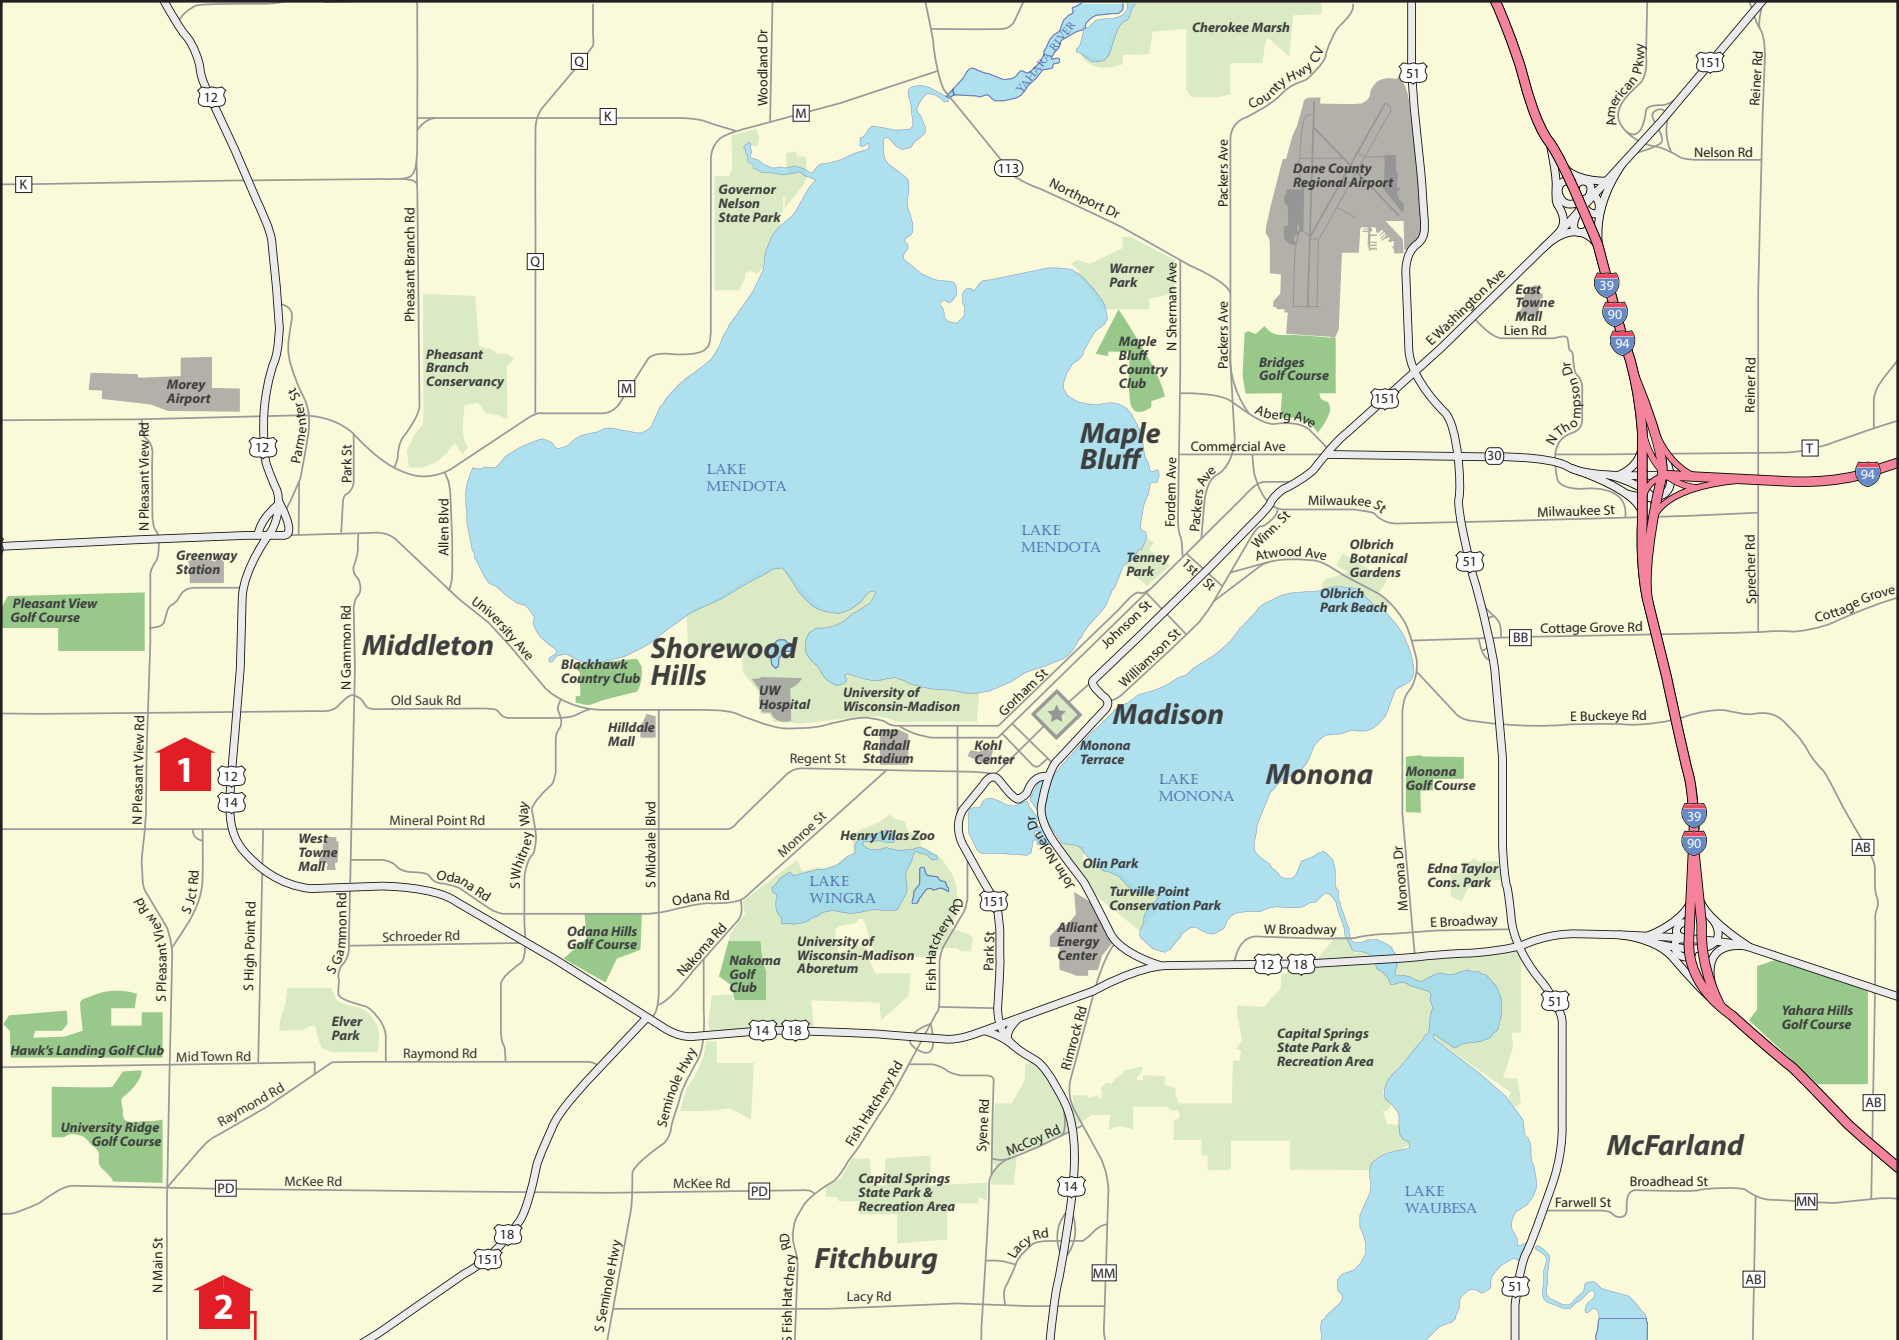 Cherokee Marsh
YAHARA RIVER
Woodland Dr
Q
12
51
151
American Pkwy
Reiner Rd
County Hwy CV
K
M
Nelson Rd
113
Packers Ave
Dane County
Regional Airport
K
Governor
Nelson
State Park
Northport Dr
Pheasant Branch Rd
Q
Warner
Park
N Sherman Ave
39
90
94
East
Towne
Mall
Lien Rd
E Washington Ave
Packers Ave
Maple
Bluff
Country
Club
Bridges
Golf Course
Pheasant
Branch
Conservancy
M
Morey
Airport
Parmenter St
N Thompson Dr
Reiner Rd
151
Aberg Ave
Maple
Bluff
Commercial Ave
30
T
94
N Pleasant View Rd
12
Park St
LAKE
MENDOTA
Fordem Ave
Packers Ave
Milwaukee St
Milwaukee St
Allen Blvd
LAKE
MENDOTA
Winn. St
Atwood Ave
Olbrich
Botanical
Gardens
51
Greenway
Station
Tenney
Park
1st St
Sprecher Rd
Pleasant View
Golf Course
Olbrich
Park Beach
Cottage Grove
University Ave
Johnson St
BB
Cottage Grove Rd
N Gammon Rd
Middleton
Shorewood
Hills
Williamson St
Blackhawk
Country Club
UW
Hospital
University of
Wisconsin-Madison
Gorham St
Old Sauk Rd
Madison
E Buckeye Rd
Hilldale
Mall
Camp
Randall
Stadium
Kohl
Center
Monona
Terrace
N Pleasant View Rd
1
12
14
Regent St
LAKE
MONONA
Monona
Monona
Golf Course
Mineral Point Rd
S Whitney Way
S Midvale Blvd
Monroe St
Henry Vilas Zoo
John Nolen Dr
39
90
AB
West
Towne
Mall
Olin Park
Monona Dr
Edna Taylor
Cons. Park
S Jct Rd
Odana Rd
Odana Rd
LAKE
WINGRA
151
Turville Point
Conservation Park
S Pleasant View Rd
S High Point Rd
S Gammon Rd
Schroeder Rd
Odana Hills
Golf Course
Nakoma Rd
Nakoma
Golf
Club
University of
Wisconsin-Madison
Aboretum
Fish Hatchery RD
Park St
Alliant
Energy
Center
W Broadway
E Broadway
12
18
51
Elver
Park
14
18
Rimrock Rd
Capital Springs
State Park &
Recreation Area
Yahara Hills
Golf Course
Hawk's Landing Golf Club
Mid Town Rd
Raymond Rd
Raymond Rd
Seminole Hwy
Fish Hatchery Rd
Syene Rd
McCoy Rd
AB
University Ridge
Golf Course
McFarland
PD
McKee Rd
McKee Rd
PD
Capital Springs
State Park &
Recreation Area
14
LAKE
WAUBESA
Farwell St
Broadhead St
MN
18
151
N Main St
S Seminole Hwy
S Fish Hatchery RD
Fitchburg
Lacy Rd
MM
51
AB
2
Lacy Rd